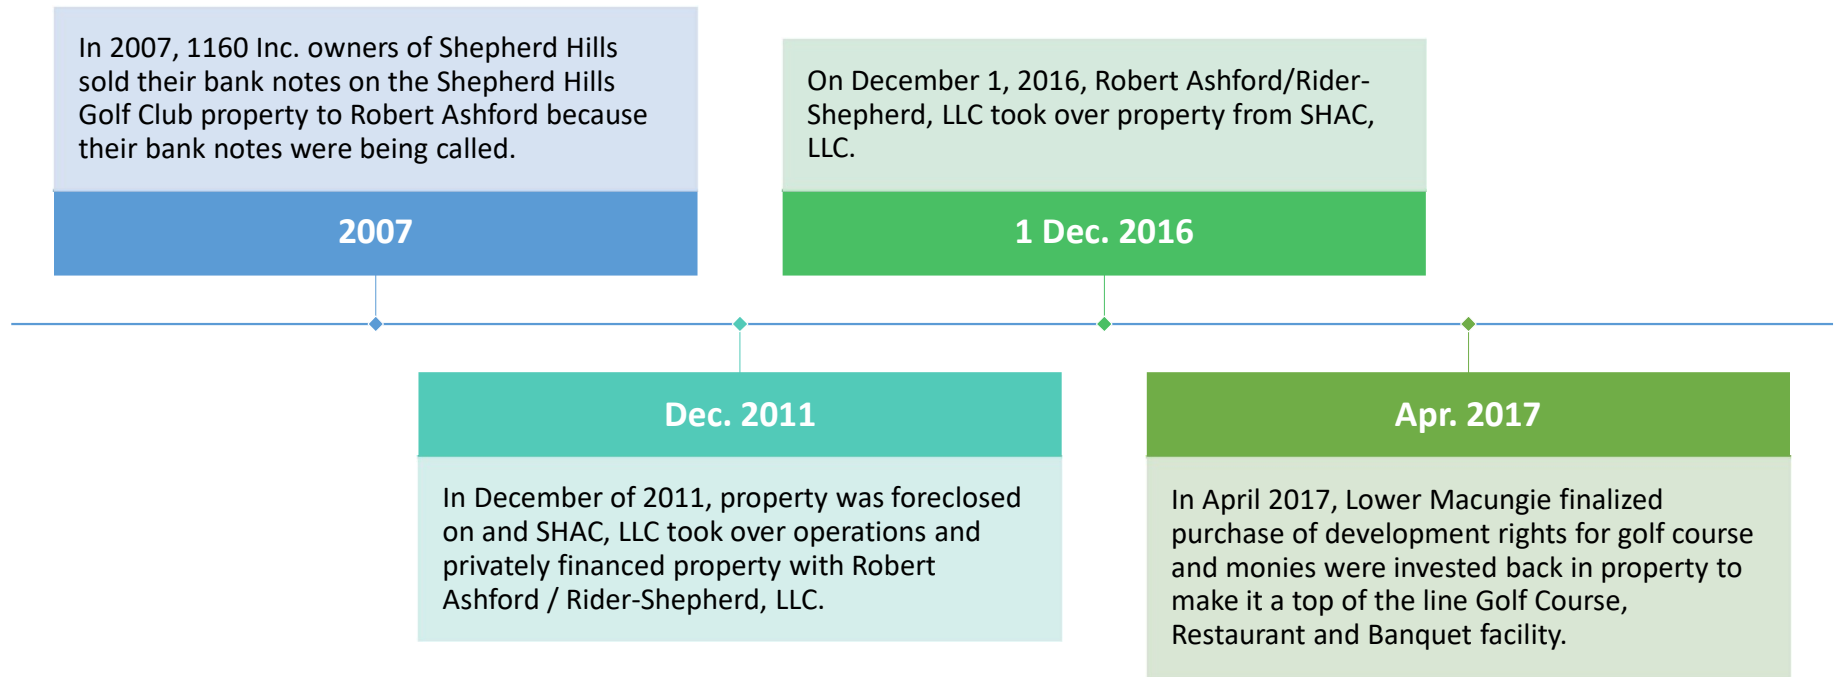 In 2007, 1160 Inc. owners of Shepherd Hills
sold their bank notes on the Shepherd Hills
Golf Club property to Robert Ashford because
their bank notes were being called.
2007
Dec. 2011
In December of 2011, property was foreclosed
on and SHAC, LLC took over operations and
privately financed property with Robert
Ashford / Rider-Shepherd, LLC.
On December 1, 2016, Robert Ashford/Rider-
Shepherd, LLC took over property from SHAC,
LLC.
1 Dec. 2016
Apr. 2017
In April 2017, Lower Macungie finalized
purchase of development rights for golf course
and monies were invested back in property to
make it a top of the line Golf Course,
Restaurant and Banquet facility.